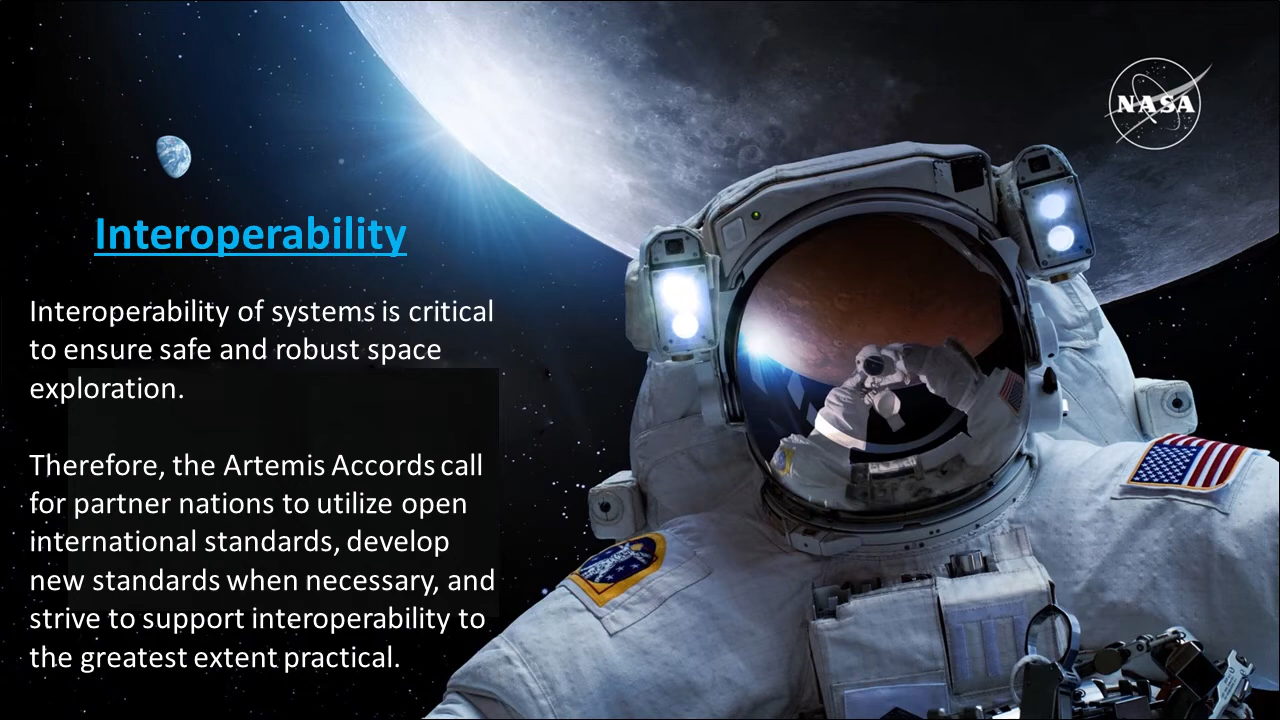 NASA
Interoperability
Interoperability of systems is critical
to ensure safe and robust space
exploration.
Therefore, the Artemis Accords call
for partner nations to utilize open
international standards, develop
new standards when necessary, and
strive to support interoperability to
the greatest extent practical.